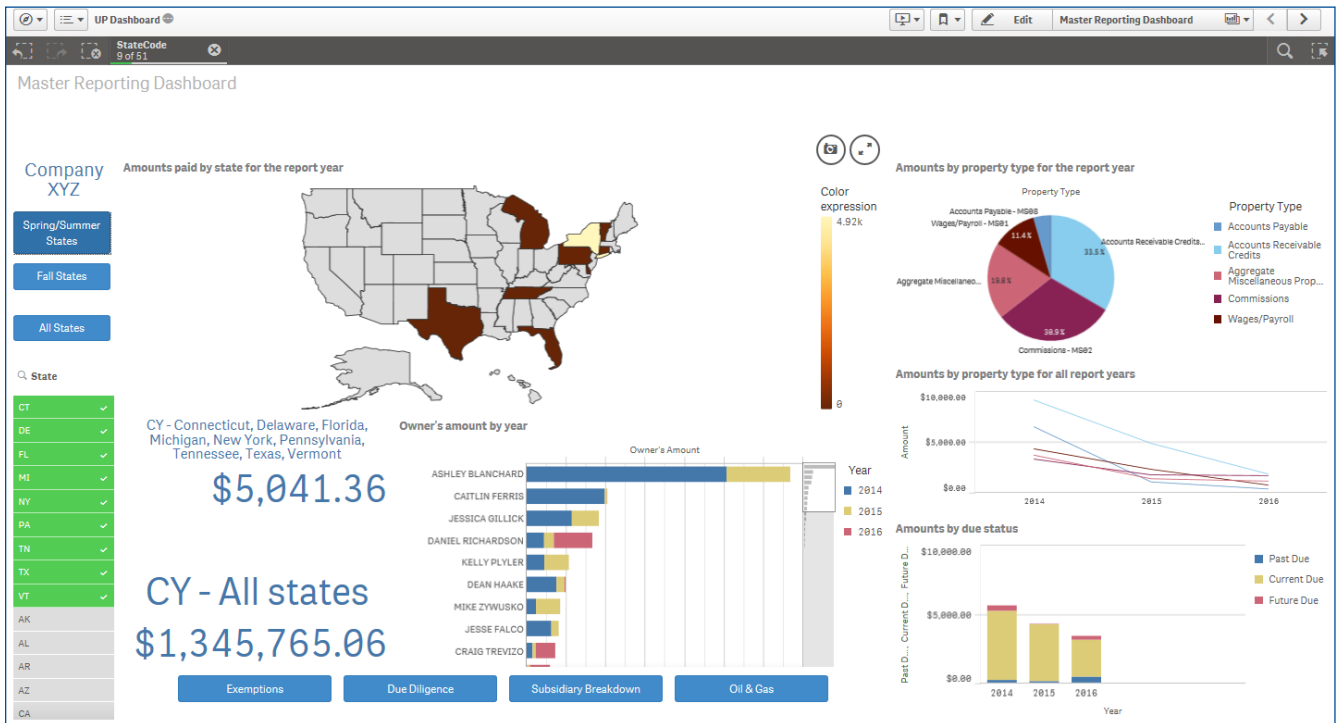 UP Dashboard
Edit
Master Reporting Dashboard
StateCode
9 of 51
Master Reporting Dashboard
Company
XYZ
Spring/Summer
States
Fall States
All States
State
CT
DE
FL
MI
NY
PA
TN
TX
VT
AK
AL
AR
AZ
CA
Amounts paid by state for the report year
Color
expression
4.92k
0
CY - Connecticut, Delaware, Florida,
Michigan, New York, Pennsylvania,
Tennessee, Texas, Vermont
$5,041.36
CY - All states
$1,345,765.06
Owner's amount by year
Owner's Amount
ASHLEY BLANCHARD
CAITLIN FERRIS
JESSICA GILLICK
DANIEL RICHARDSON
KELLY PLYLER
DEAN HAAKE
MIKE ZYWUSKO
JESSE FALCO
CRAIG TREVIZO
Year
2014
2015
2016
Exemptions
Due Diligence
Subsidiary Breakdown
Oil & Gas
Amounts by property type for the report year
Property Type
Accounts Payable - MS08
Wages/Payroll - MS01
Accounts Receivable Credits...
Aggregate Miscellaneo...
Commissions - MS02
11.4%
33.5%
19.8%
30.9%
Property Type
Accounts Payable
Accounts Receivable
Credits
Aggregate
Miscellaneous Prop...
Commissions
Wages/Payroll
Amounts by property type for all report years
Amount
$10,000.00
$5,000.00
$0.00
2014
2015
2016
Amounts by due status
Past D..., Current D..., Future D...
$10,000.00
$5,000.00
$0.00
2014
2015
2016
Year
Past Due
Current Due
Future Due